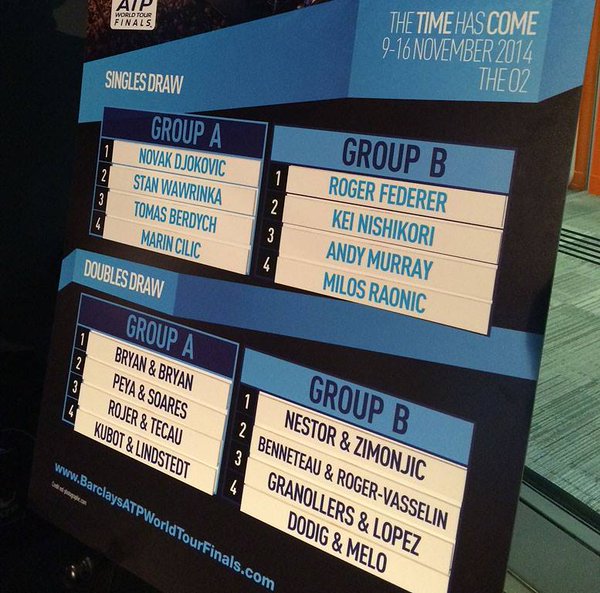 ATP
WORLD TOUR
FINALS
THE TIME HAS COME
9-16 NOVEMBER 2014
THE O2
SINGLES DRAW
GROUP A
1 NOVAK DJOKOVIC
2 STAN WAWRINKA
3 TOMAS BERDYCH
4 MARIN CILIC
GROUP B
1 ROGER FEDERER
2 KEI NISHIKORI
3 ANDY MURRAY
4 MILOS RAONIC
DOUBLES DRAW
GROUP A
1 BRYAN & BRYAN
2 PEYA & SOARES
3 ROJER & TECAU
4 KUBOT & LINDSTEDT
GROUP B
1 NESTOR & ZIMONJIC
2 BENNETEAU & ROGER-VASSELIN
3 GRANOLLERS & LOPEZ
4 DODIG & MELO
www.BarclaysATPWorldTourFinals.com